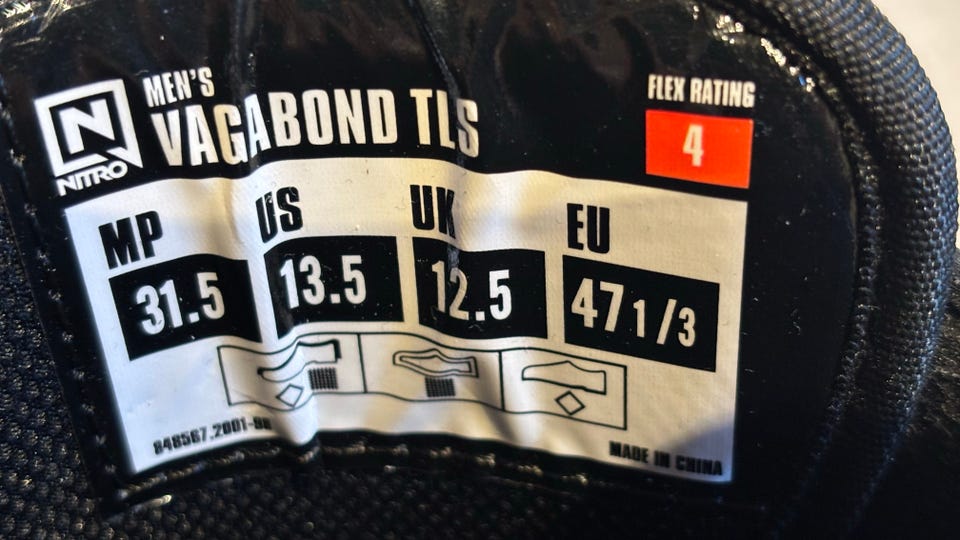 NITRO
MEN'S
VAGABOND TLS
FLEX RATING
4
MP US UK EU
31.5 13.5 12.5 47 1/3
MADE IN CHINA